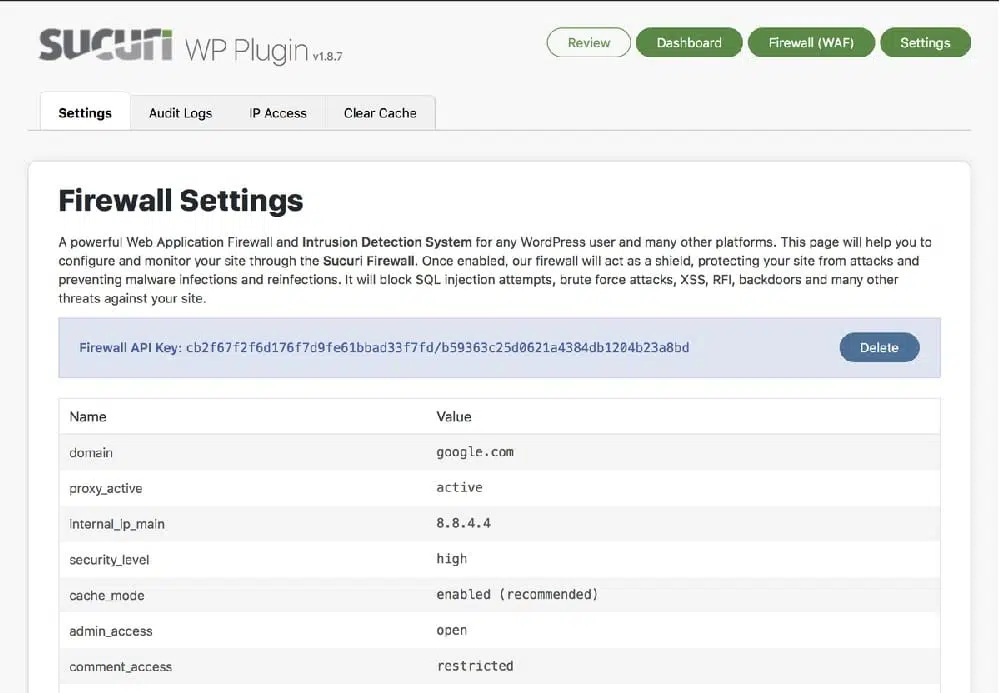 SUCURI WP Plugin v1.8.7
Review Dashboard Firewall (WAF) Settings
Settings Audit Logs IP Access Clear Cache
Firewall Settings
A powerful Web Application Firewall and Intrusion Detection System for any WordPress user and many other platforms. This page will help you to
configure and monitor your site through the Sucuri Firewall. Once enabled, our firewall will act as a shield, protecting your site from attacks and
preventing malware infections and reinfections. It will block SQL injection attempts, brute force attacks, XSS, RFI, backdoors and many other
threats against your site.
Firewall API Key: cb2f67f2f6d176f7d9fe61bbad33f7fd/b59363c25d0621a4384db1204b23a8bd Delete
Name Value
domain google.com
proxy_active active
internal_ip_main 8.8.4.4
security_level high
cache_mode enabled (recommended)
admin_access open
comment_access restricted